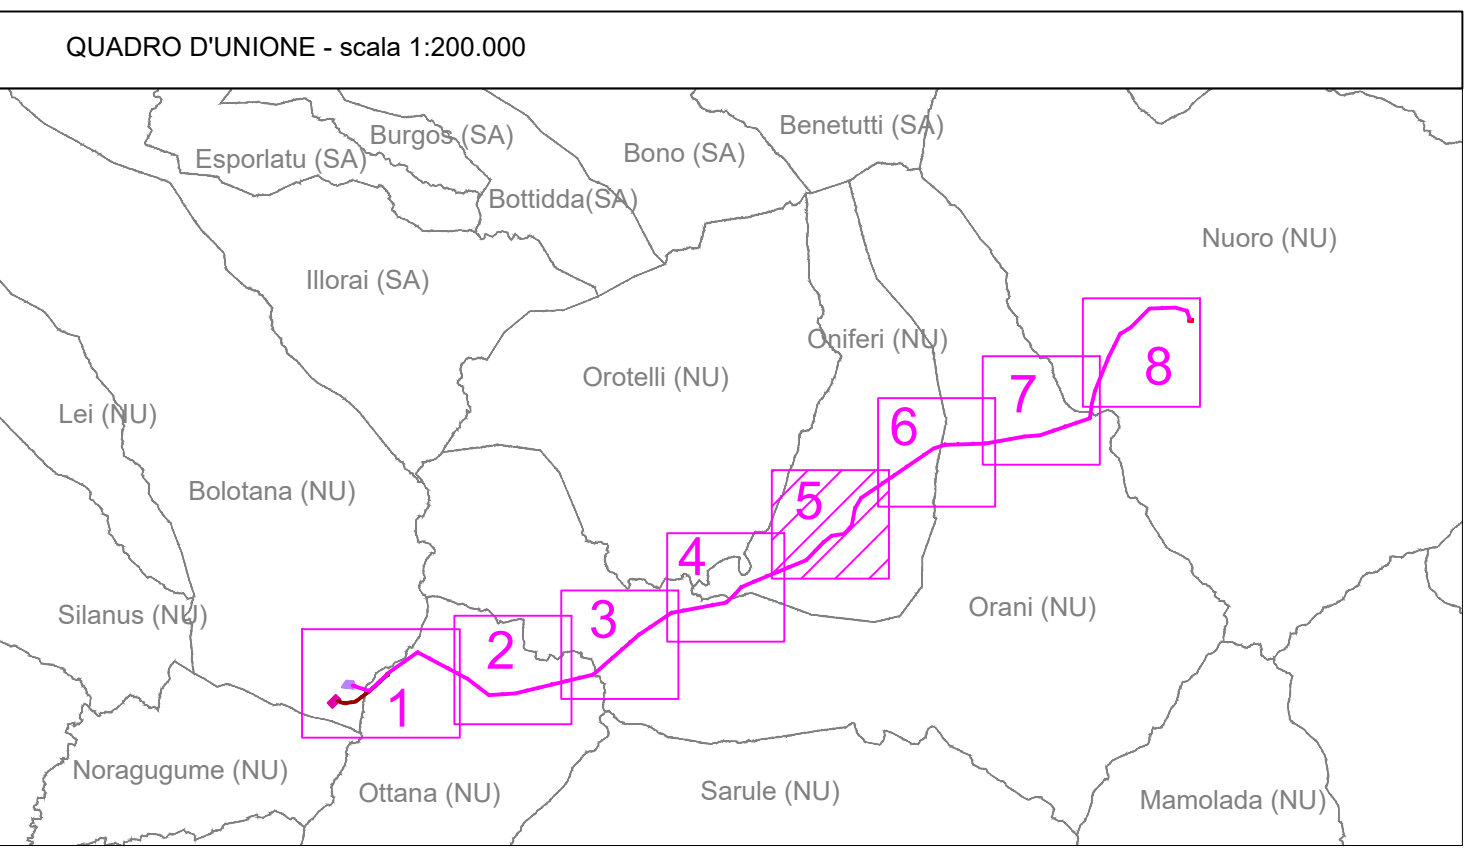 QUADRO D'UNIONE - scala 1:200.000
Benetutti (SA)
Burgos (SA)
Bono (SA)
Esporlatu (SA)
Bottidda(SA)
Nuoro (NU)
Illorai (SA)
Oniferi (NU)
8
Orotelli (NU)
7
Lei (NU)
6
Bolotana (NU)
5
4
Orani (NU)
Silanus (NU)
3
2
1
Noragugume (NU)
Ottana (NU)
Sarule (NU)
Mamolada (NU)